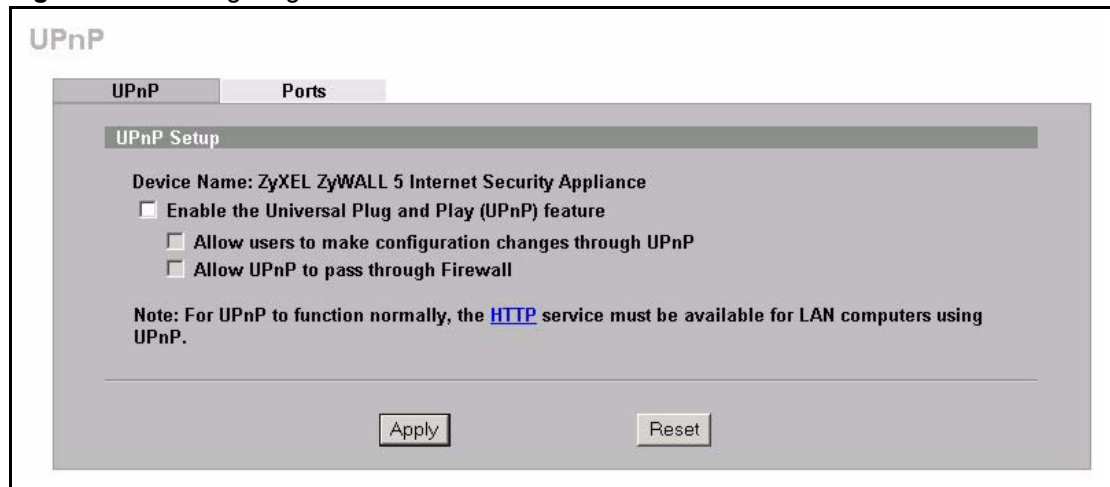 UPnP
UPnP Ports
UPnP Setup
Device Name: ZyXEL ZyWALL 5 Internet Security Appliance
Enable the Universal Plug and Play (UPnP) feature
Allow users to make configuration changes through UPnP
Allow UPnP to pass through Firewall
Note: For UPnP to function normally, the HTTP service must be available for LAN computers using
UPnP.
Apply Reset